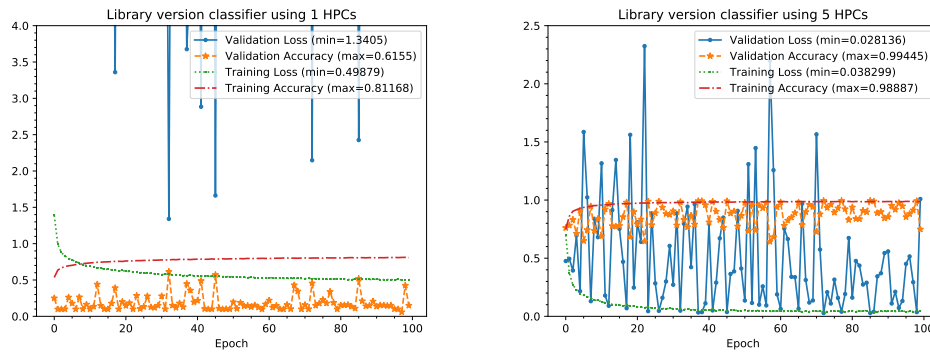 Library version classifier using 1 HPCs
4.0
3.5
3.0
2.5
2.0
1.5
1.0
0.5
0.0
Validation Loss (min=1.3405)
Validation Accuracy (max=0.6155)
Training Loss (min=0.49879)
Training Accuracy (max=0.81168)
0 20 40 60 80 100
Epoch
Library version classifier using 5 HPCs
2.5
2.0
1.5
1.0
0.5
0.0
Validation Loss (min=0.028136)
Validation Accuracy (max=0.99445)
Training Loss (min=0.038299)
Training Accuracy (max=0.98887)
0 20 40 60 80 100
Epoch